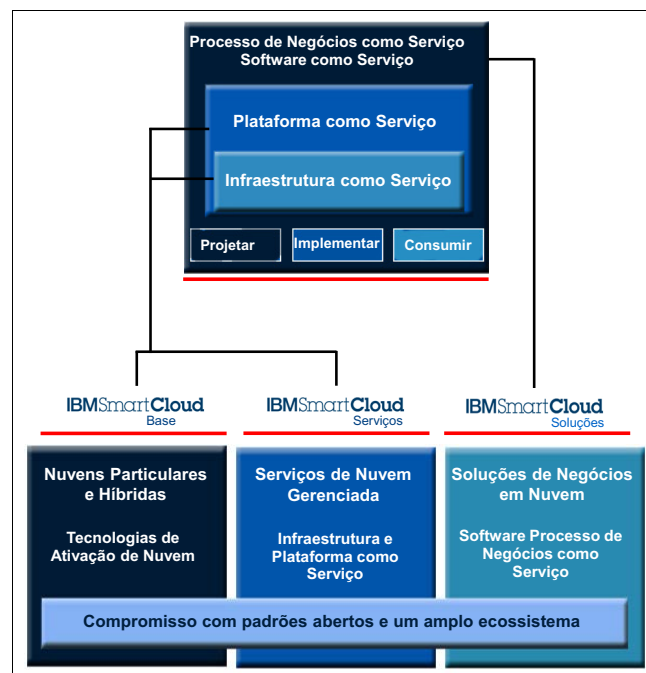 Processo de Negócios como Serviço
Software como Serviço
Plataforma como Serviço
Infraestrutura como Serviço
Projetar
Implementar
Consumir
IBMSmartCloud
Base
IBMSmartCloud
Serviços
IBMSmartCloud
Soluções
Nuvens Particulares
e Híbridas
Tecnologias de
Ativação de Nuvem
Serviços de Nuvem
Gerenciada
Infraestrutura e
Plataforma como
Serviço
Soluções de Negócios
em Nuvem
Software Processo de
Negócios como
Serviço
Compromisso com padrões abertos e um amplo ecossistema